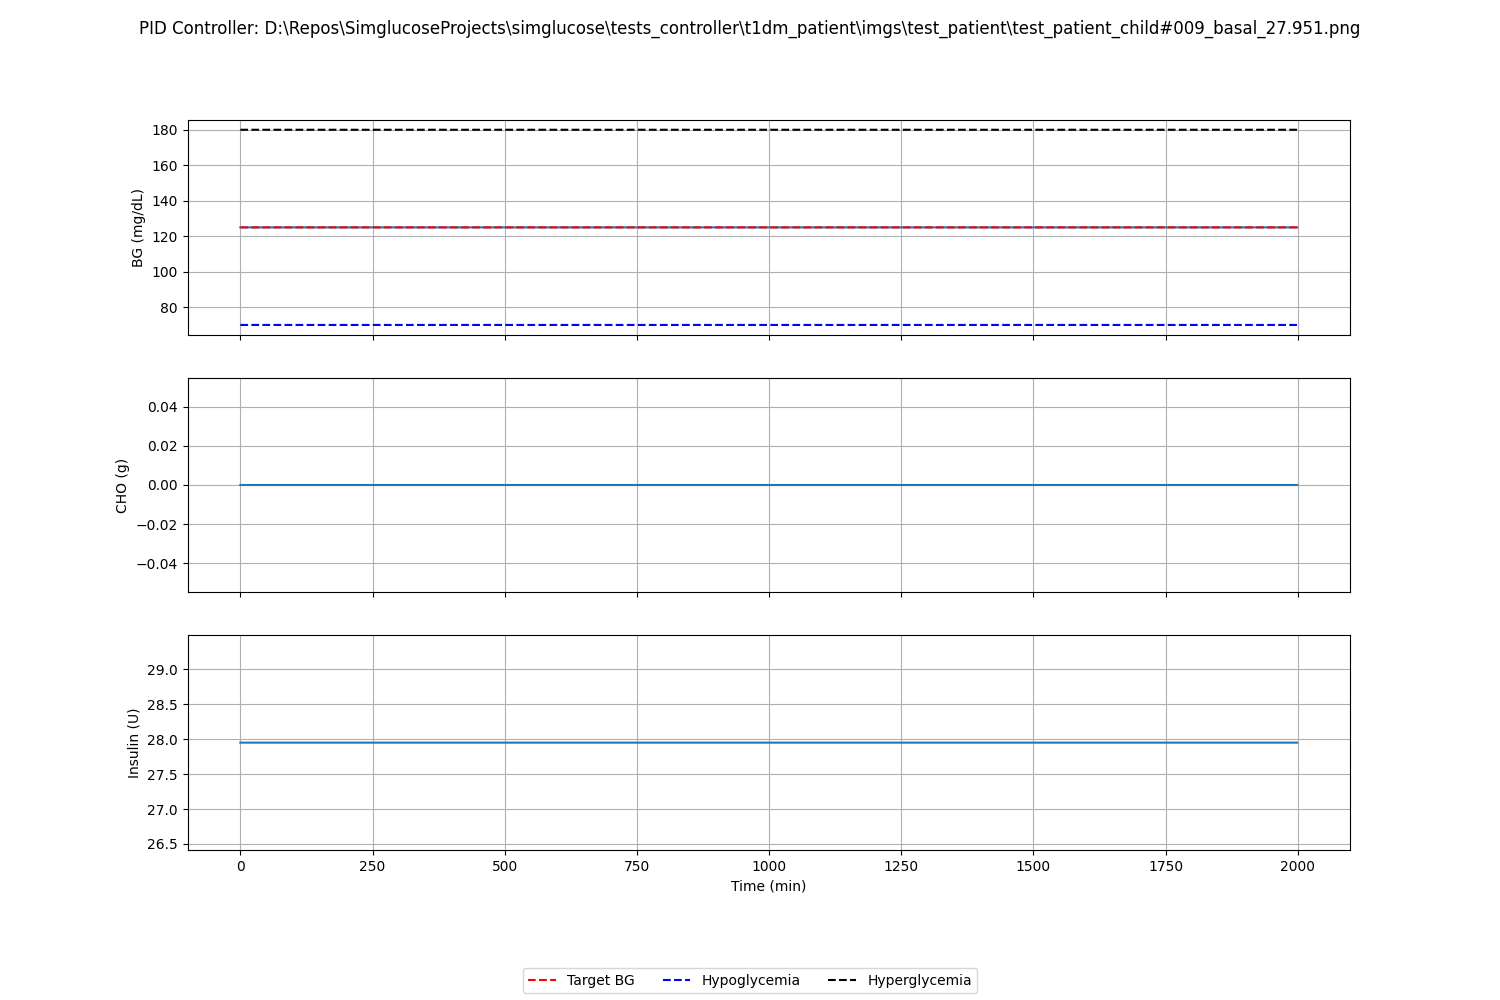 PID Controller: D:\Repos\SimglucoseProjects\simglucose\tests_controller\t1dm_patient\imgs\test_patient\test_patient_child#009_basal_27.951.png
180
160
140
120
100
80
BG (mg/dL)
0.04
0.02
0.00
−0.02
−0.04
CHO (g)
29.0
28.5
28.0
27.5
27.0
26.5
Insulin (U)
0 250 500 750 1000 1250 1500 1750 2000
Time (min)
Target BG Hypoglycemia Hyperglycemia